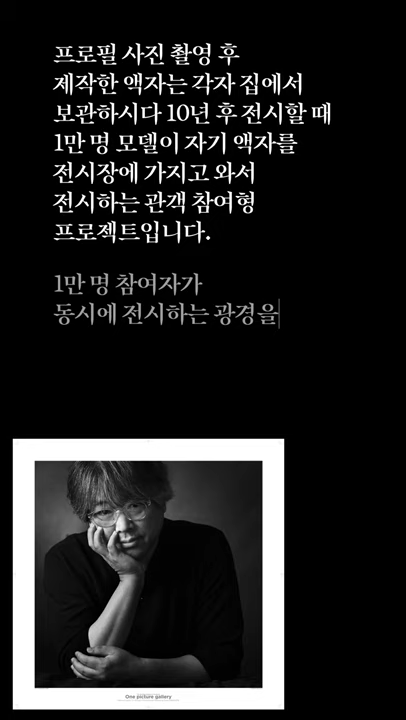 프로필 사진 촬영 후
제작한 액자는 각자 집에서
보관하시다 10년 후 전시할 때
1만 명 모델이 자기 액자를
전시장에 가지고 와서
전시하는 관객 참여형
프로젝트입니다.
1만 명 참여자가
동시에 전시하는 광경을
One picture gallery